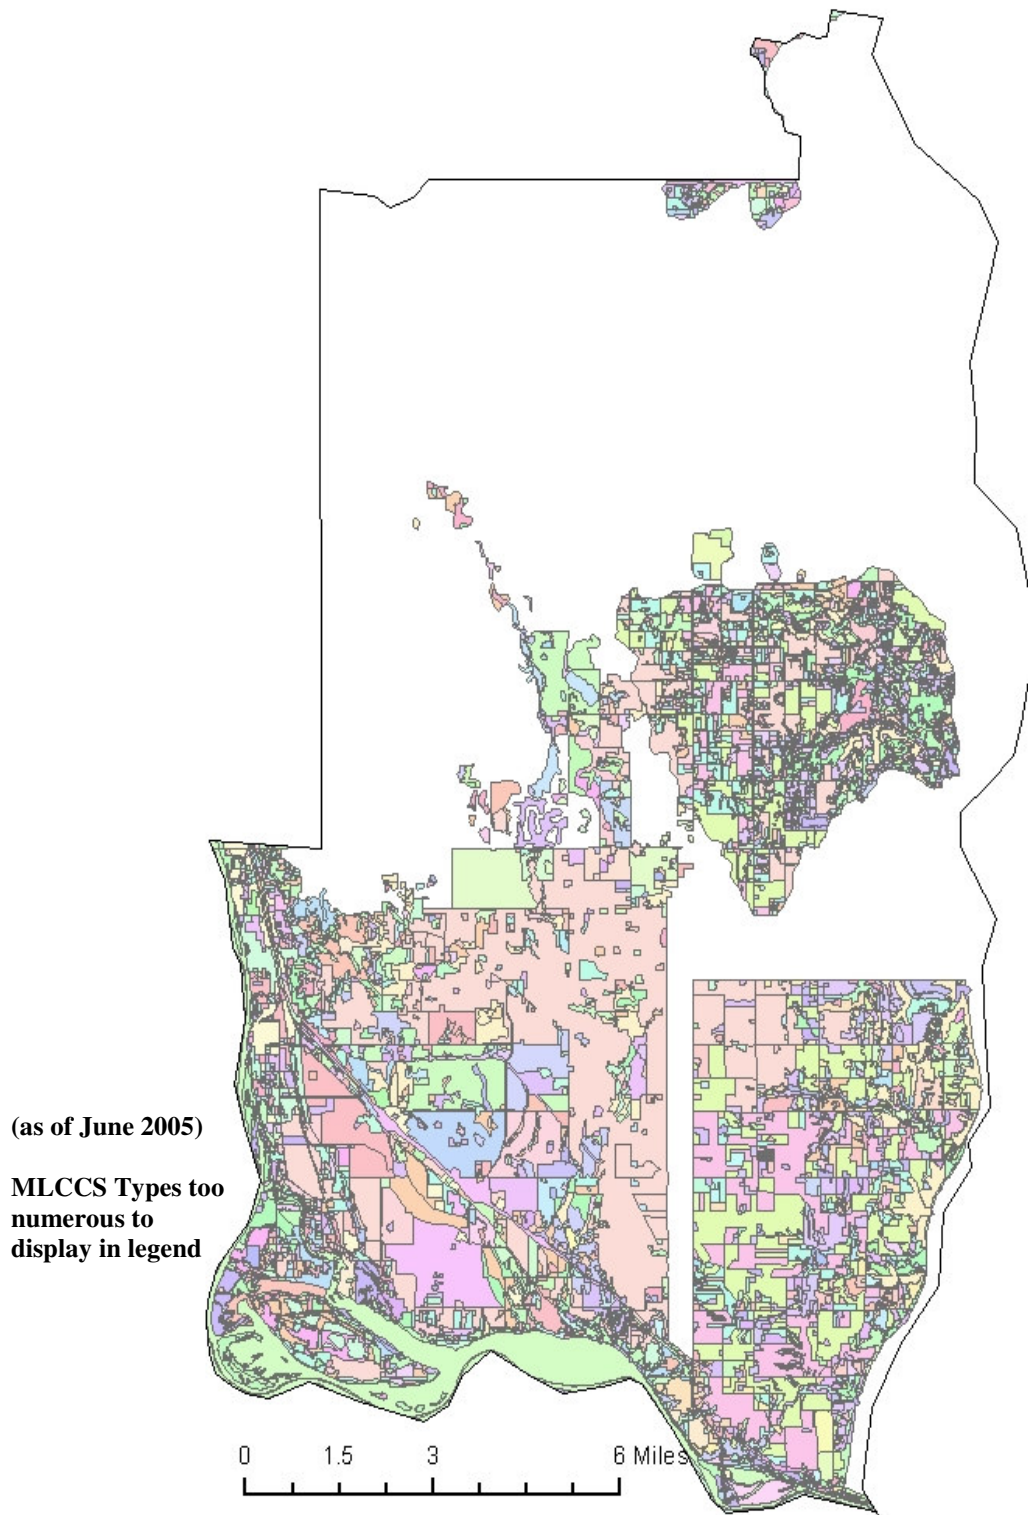 (as of June 2005)
MLCCS Types too
numerous to
display in legend
0 1.5 3 6 Miles